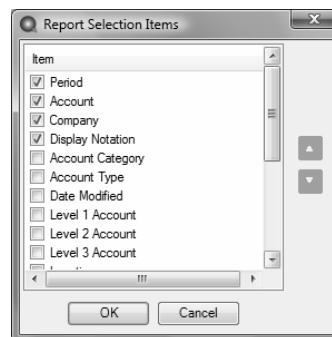 Report Selection Items
Item
Period
Account
Company
Display Notation
Account Category
Account Type
Date Modified
Level 1 Account
Level 2 Account
Level 3 Account
OK
Cancel